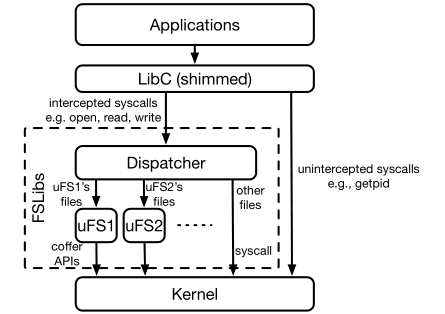 Applications
LibC (shimmed)
intercepted syscalls
e.g. open, read, write
unintercepted syscalls
e.g., getpid
FSLibs
Dispatcher
uFS1's
files
uFS2's
files
other
files
uFS1
uFS2
......
coffer
APIs
syscall
Kernel